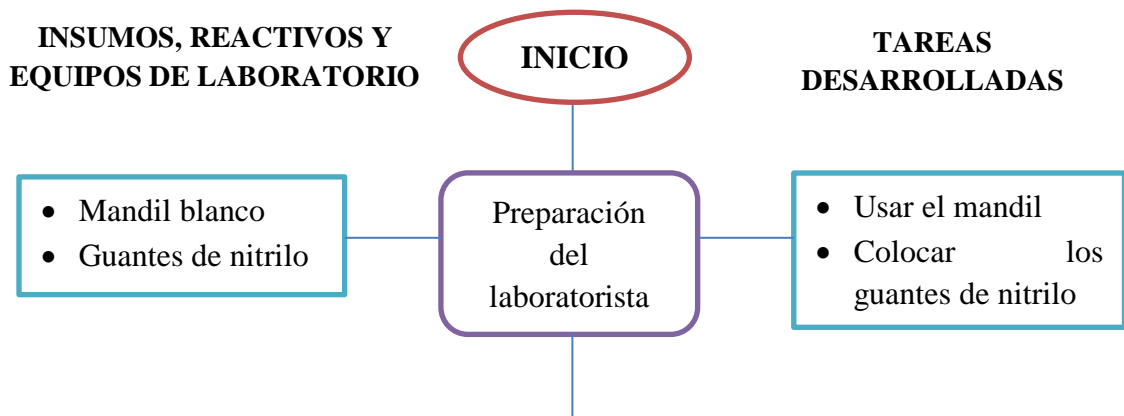 INSUMOS, REACTIVOS Y
EQUIPOS DE LABORATORIO
INICIO
TAREAS
DESARROLLADAS
• Mandil blanco
• Guantes de nitrilo
Preparación
del
laboratorista
• Usar el mandil
• Colocar los
guantes de nitrilo